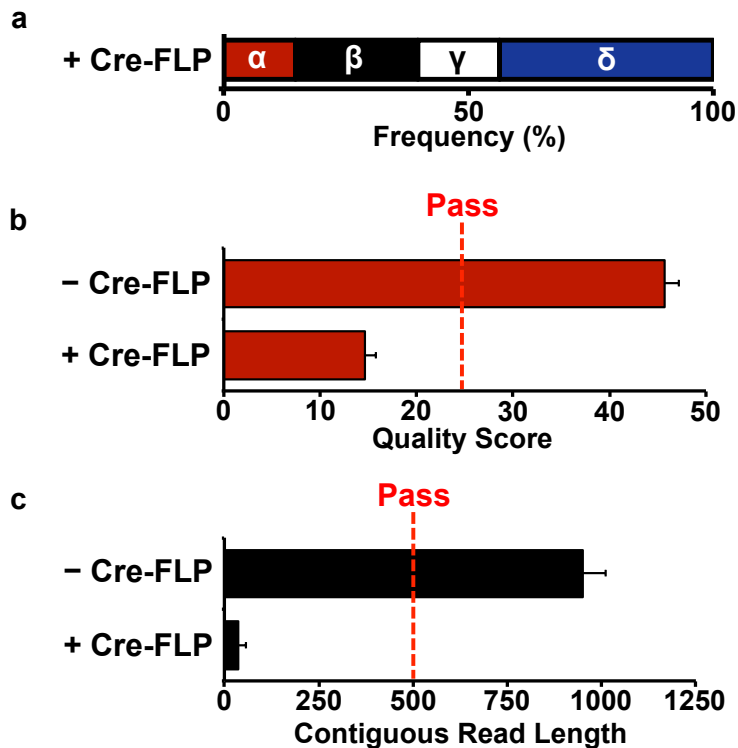 a
+ Cre-FLP α β γ δ
0 50 100
Frequency (%)
b
Pass
− Cre-FLP
+ Cre-FLP
0 10 20 30 40 50
Quality Score
c
Pass
− Cre-FLP
+ Cre-FLP
0 250 500 750 1000 1250
Contiguous Read Length